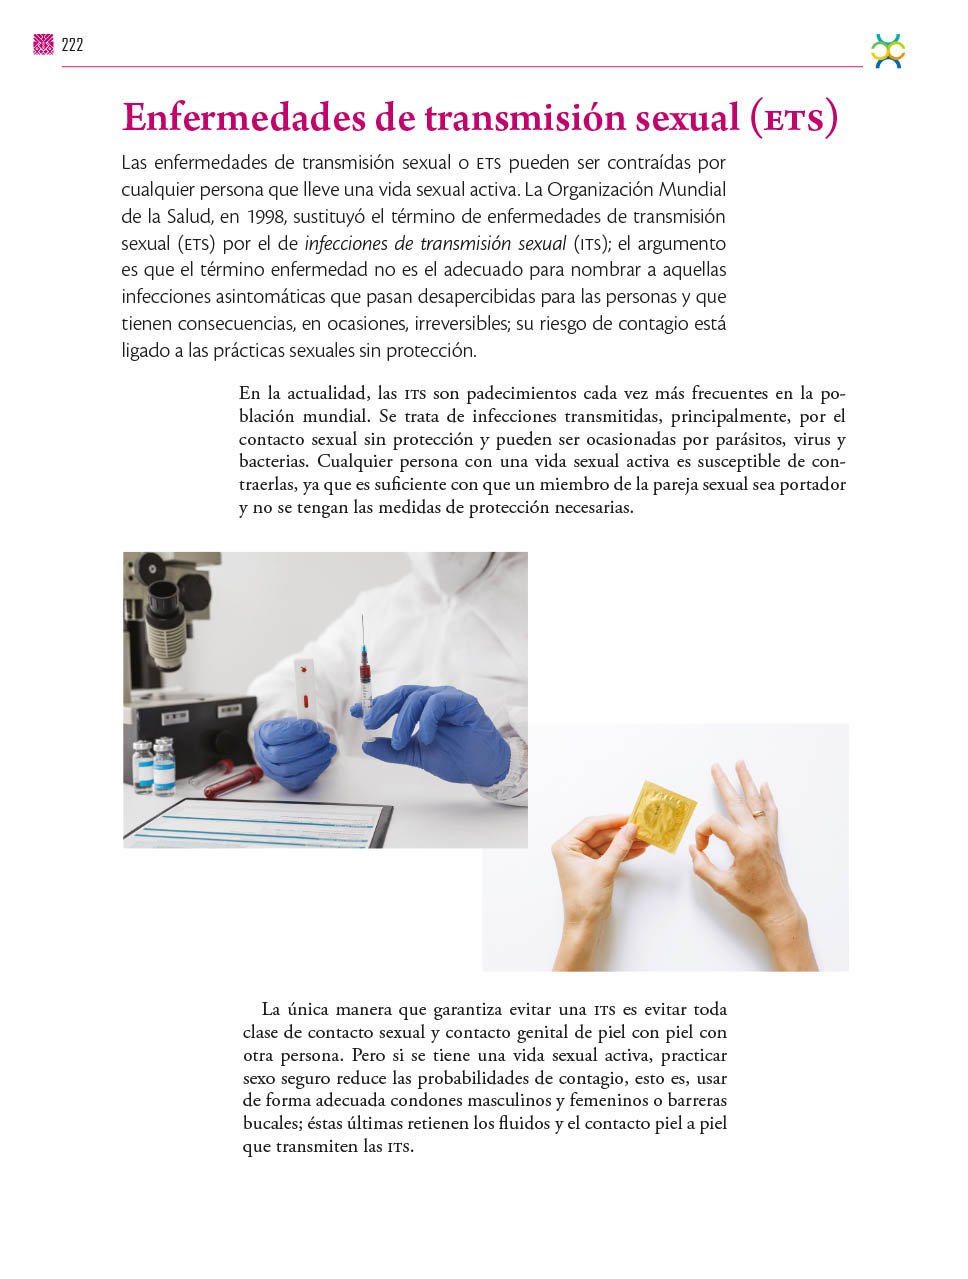 222
Enfermedades de transmisión sexual (ETS)
Las enfermedades de transmisión sexual o ETS pueden ser contraídas por
cualquier persona que lleve una vida sexual activa. La Organización Mundial
de la Salud, en 1998, sustituyó el término de enfermedades de transmisión
sexual (ETS) por el de infecciones de transmisión sexual (ITS); el argumento
es que el término enfermedad no es el adecuado para nombrar a aquellas
infecciones asintomáticas que pasan desapercibidas para las personas y que
tienen consecuencias, en ocasiones, irreversibles; su riesgo de contagio está
ligado a las prácticas sexuales sin protección.
En la actualidad, las ITS son padecimientos cada vez más frecuentes en la po-
blación mundial. Se trata de infecciones transmitidas, principalmente, por el
contacto sexual sin protección y pueden ser ocasionadas por parásitos, virus y
bacterias. Cualquier persona con una vida sexual activa es susceptible de con-
traerlas, ya que es suficiente con que un miembro de la pareja sexual sea portador
y no se tengan las medidas de protección necesarias.
La única manera que garantiza evitar una ITS es evitar toda
clase de contacto sexual y contacto genital de piel con piel con
otra persona. Pero si se tiene una vida sexual activa, practicar
sexo seguro reduce las probabilidades de contagio, esto es, usar
de forma adecuada condones masculinos y femeninos o barreras
bucales; éstas últimas retienen los fluidos y el contacto piel a piel
que transmiten las ITS.